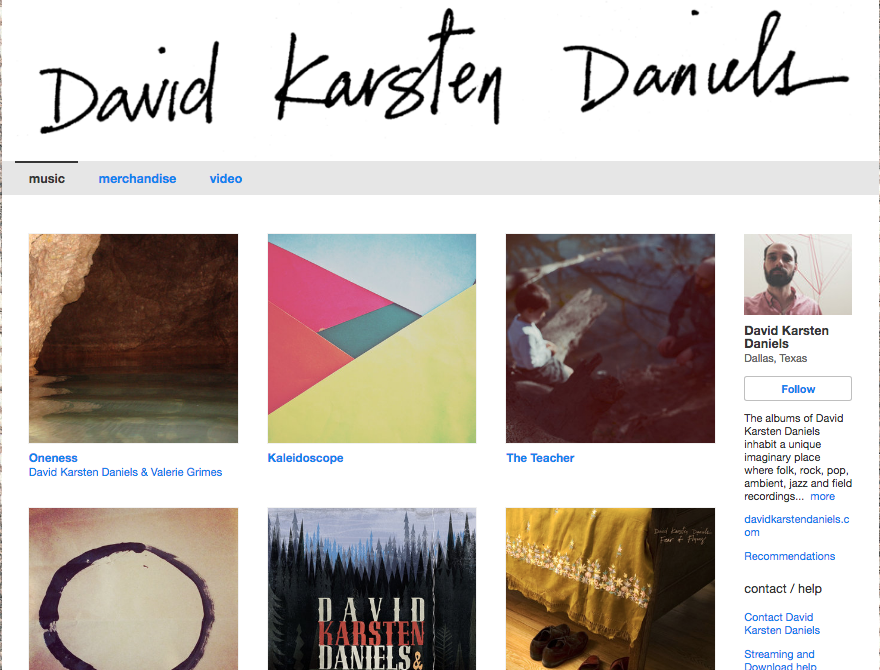 David Karsten Daniels
music merchandise video
Oneness
David Karsten Daniels & Valerie Grimes
Kaleidoscope
The Teacher
DAVID
KARSTEN
DANIELS &
David Karsten Daniels
Fear of Flying
David Karsten
Daniels
Dallas, Texas
Follow
The albums of David
Karsten Daniels
inhabit a unique
imaginary place
where folk, rock, pop,
ambient, jazz and field
recordings... more
davidkarstendaniels.c
om
Recommendations
contact / help
Contact David
Karsten Daniels
Streaming and
Download help